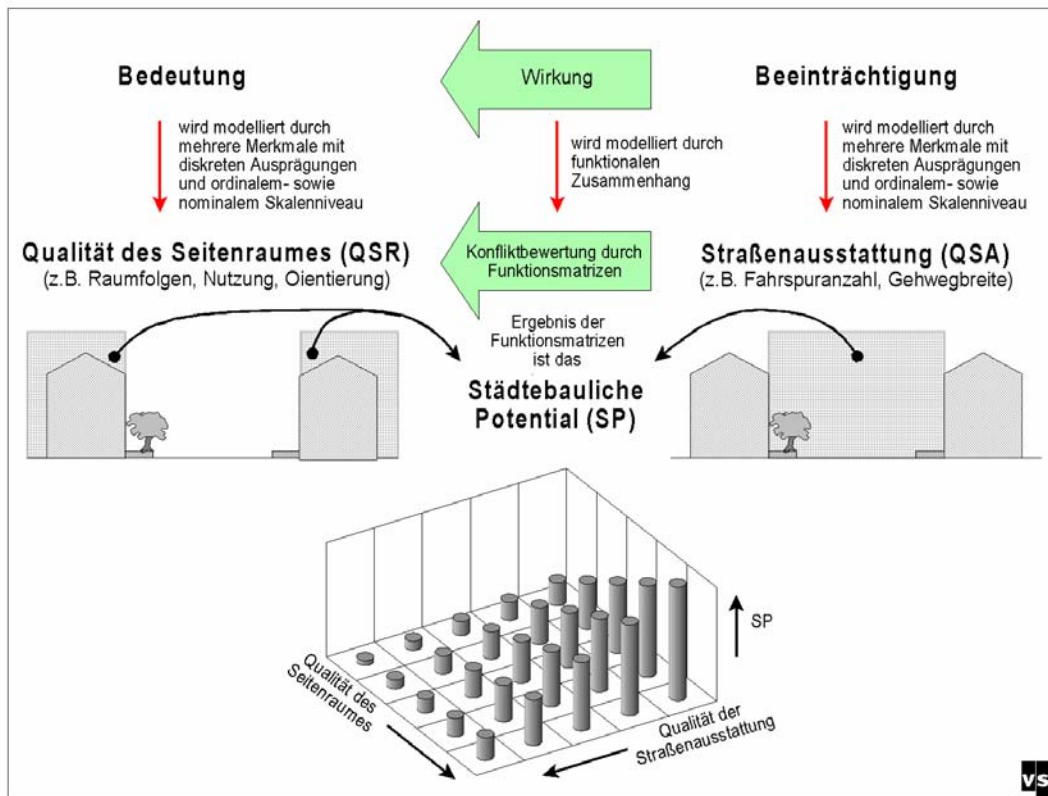 Bedeutung
Wirkung
Beeinträchtigung
wird modelliert durch
mehrere Merkmale mit
diskreten Ausprägungen
und ordinalem- sowie
nominalem Skalenniveau
wird modelliert durch
funktionalen
Zusammenhang
wird modelliert durch
mehrere Merkmale mit
diskreten Ausprägungen
und ordinalem- sowie
nominalem Skalenniveau
Qualität des Seitenraumes (QSR)
(z.B. Raumfolgen, Nutzung, Oientierung)
Konfliktbewertung durch
Funktionsmatrizen
Straßenausstattung (QSA)
(z.B. Fahrspuranzahl, Gehwegbreite)
Ergebnis der
Funktionsmatrizen
ist das
Städtebauliche
Potential (SP)
SP
Qualität des
Seitenraumes
Qualität der
Straßenausstattung
vs